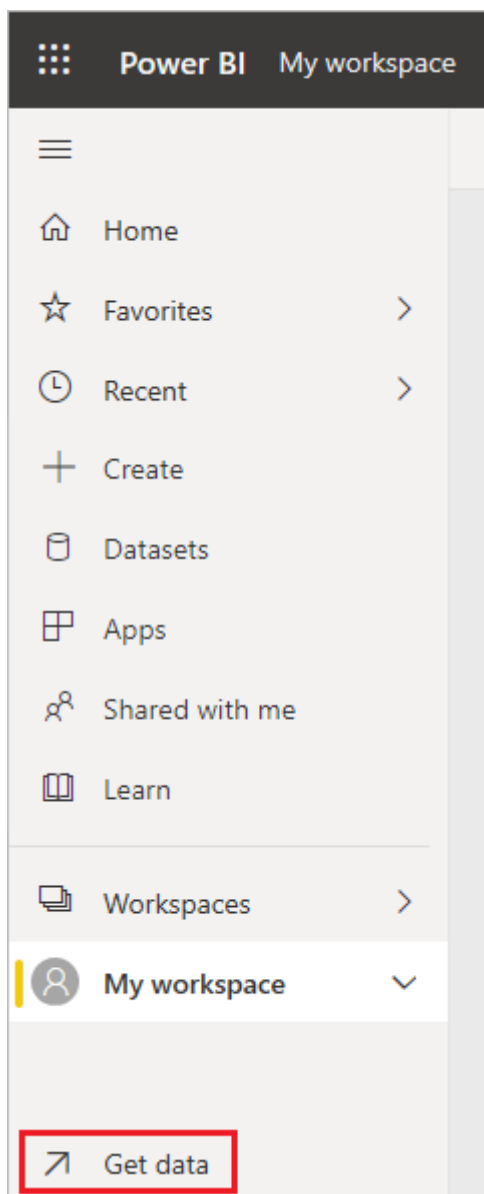 Power BI My workspace
Home
Favorites
Recent
Create
Datasets
Apps
Shared with me
Learn
Workspaces
My workspace
Get data